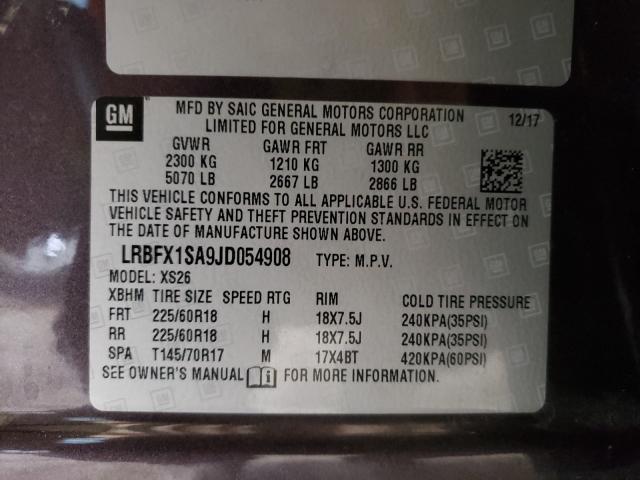 GM
MFD BY SAIC GENERAL MOTORS CORPORATION
LIMITED FOR GENERAL MOTORS LLC
12/17
GVWR GAWR FRT GAWR RR
2300 KG 1210 KG 1300 KG
5070 LB 2667 LB 2866 LB
THIS VEHICLE CONFORMS TO ALL APPLICABLE U.S. FEDERAL MOTOR
VEHICLE SAFETY AND THEFT PREVENTION STANDARDS IN EFFECT ON
THE DATE OF MANUFACTURE SHOWN ABOVE.
LRBFX1SA9JD054908 TYPE: M.P.V.
MODEL: XS26
XBHM TIRE SIZE SPEED RTG RIM COLD TIRE PRESSURE
FRT 225/60R18 H 18X7.5J 240KPA(35PSI)
RR 225/60R18 H 18X7.5J 240KPA(35PSI)
SPA T145/70R17 M 17X4BT 420KPA(60PSI)
SEE OWNER'S MANUAL FOR MORE INFORMATION.